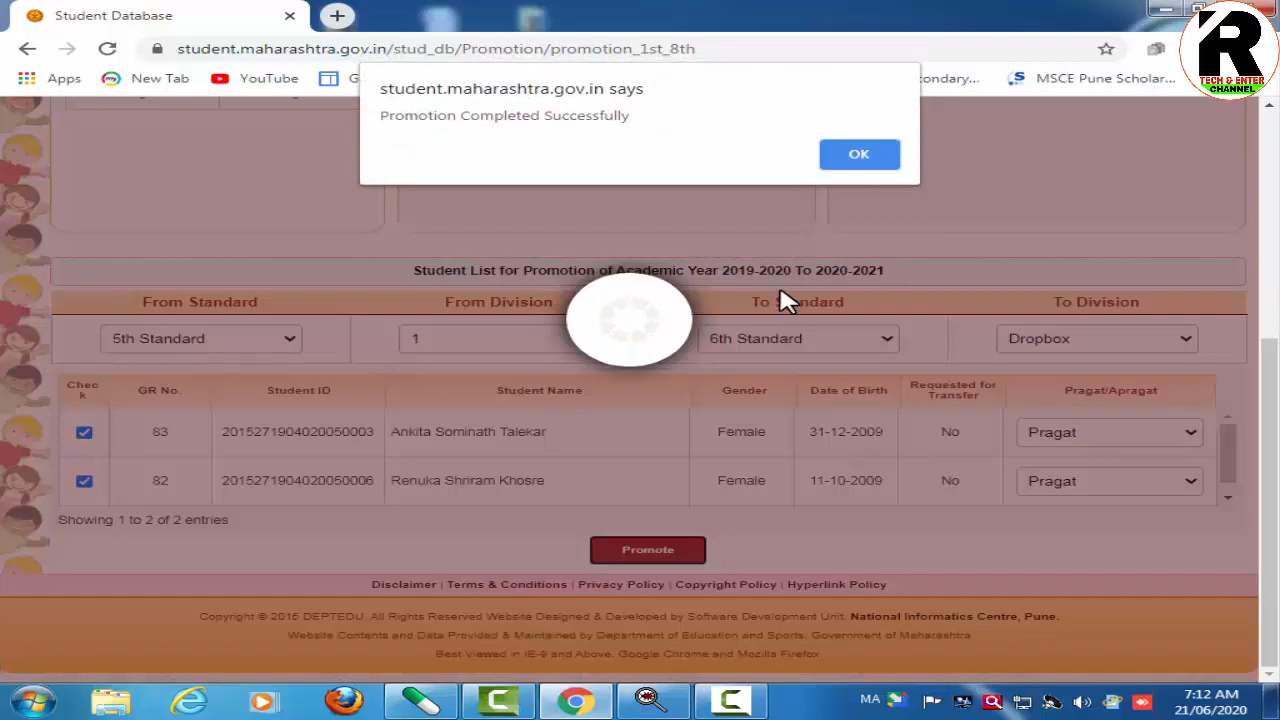 Student Database
student.maharashtra.gov.in/stud_db/Promotion/promotion_1st_8th
Apps New Tab YouTube G condary... MSCE Pune Scholar...
R
TECH & ENTER
CHANNEL
student.maharashtra.gov.in says
Promotion Completed Successfully
OK
Student List for Promotion of Academic Year 2019-2020 To 2020-2021
From Standard From Division To Standard To Division
5th Standard 1 6th Standard Dropbox
Check GR No. Student ID Student Name Gender Date of Birth Requested for Transfer Pragat/Apragat
83 2015271904020050003 Ankita Sominath Talekar Female 31-12-2009 No Pragat
82 2015271904020050006 Renuka Shriram Khosre Female 11-10-2009 No Pragat
Showing 1 to 2 of 2 entries
Promote
Disclaimer | Terms & Conditions | Privacy Policy | Copyright Policy | Hyperlink Policy
Copyright © 2015 DEPTEDU. All Rights Reserved Website Designed & Developed by Software Development Unit, National Informatics Centre, Pune.
Website Contents and Data Provided & Maintained by Department of Education and Sports, Government of Maharashtra
Best Viewed in IE-9 and Above, Google Chrome and Mozilla Firefox
MA
7:12 AM
21/06/2020